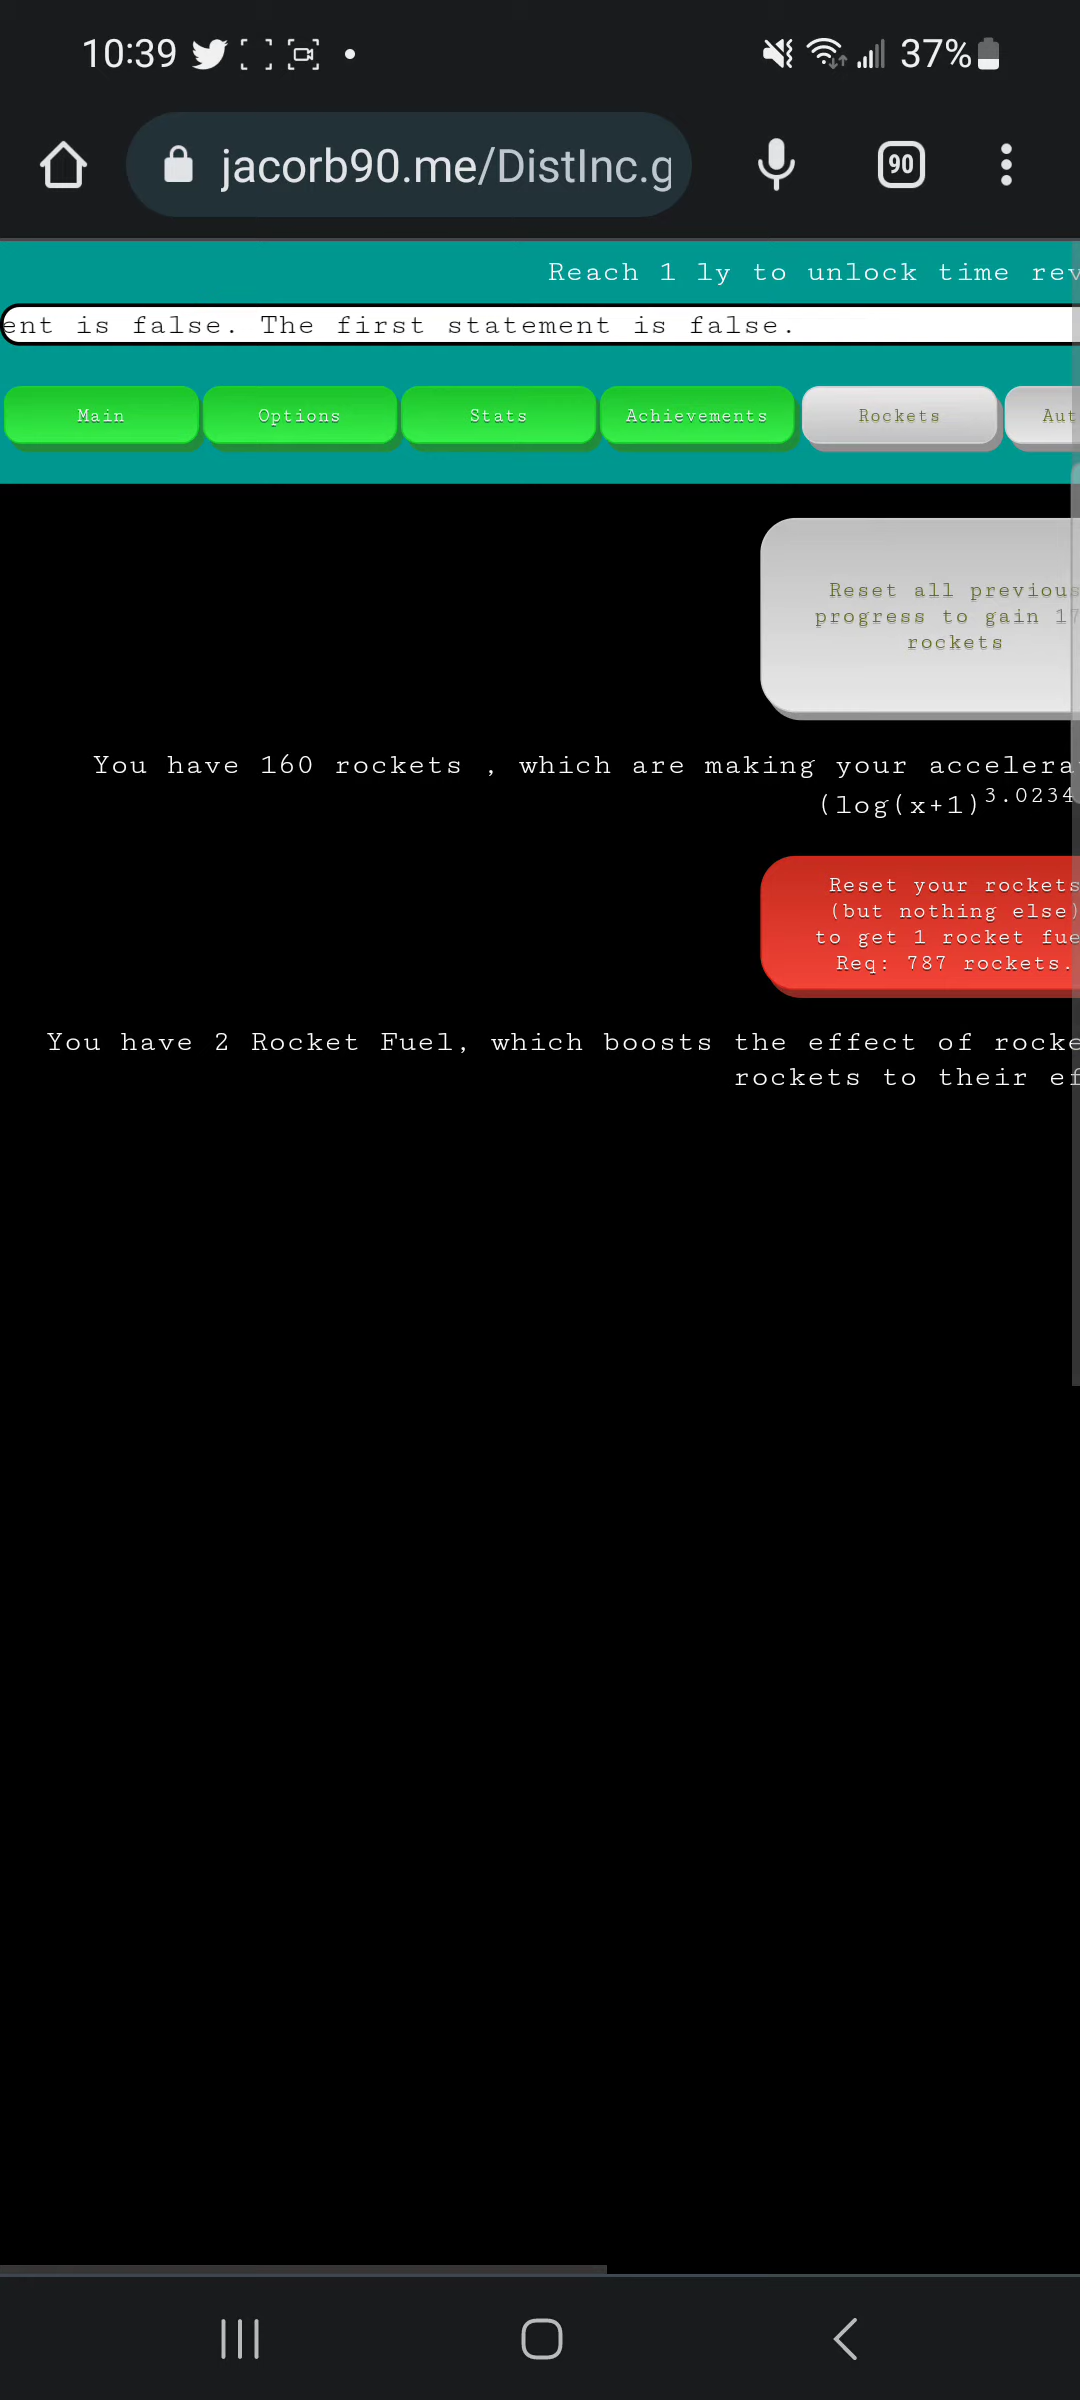 10:39
37%
jacorb90.me/DistInc.g
90
Reach 1 ly to unlock time rev
ent is false. The first statement is false.
Main Options Stats Achievements Rockets Aut
Reset all previous
progress to gain 17
rockets
You have 160 rockets , which are making your accelera
(log(x+1)^3.0234
Reset your rockets
(but nothing else)
to get 1 rocket fue
Req: 787 rockets.
You have 2 Rocket Fuel, which boosts the effect of rocke
rockets to their ef